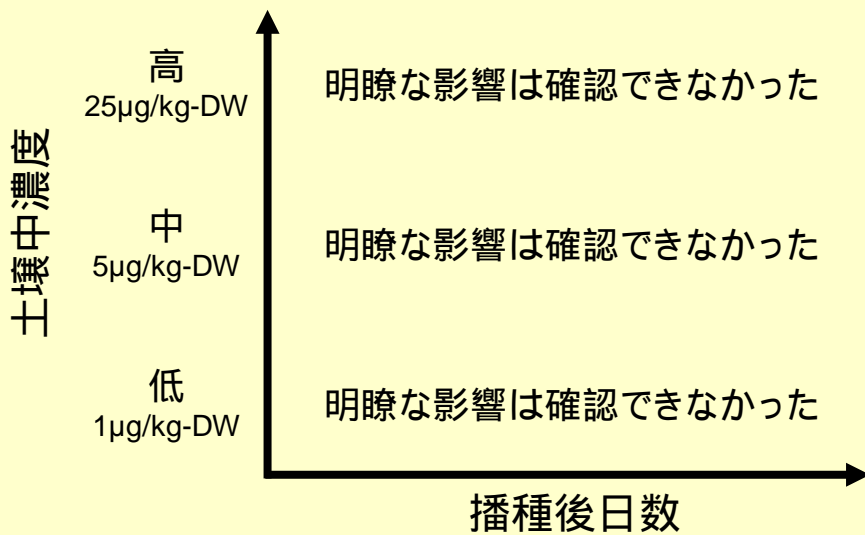 土壌中濃度
高
25µg/kg-DW
明瞭な影響は確認できなかった
中
5µg/kg-DW
明瞭な影響は確認できなかった
低
1µg/kg-DW
明瞭な影響は確認できなかった
播種後日数